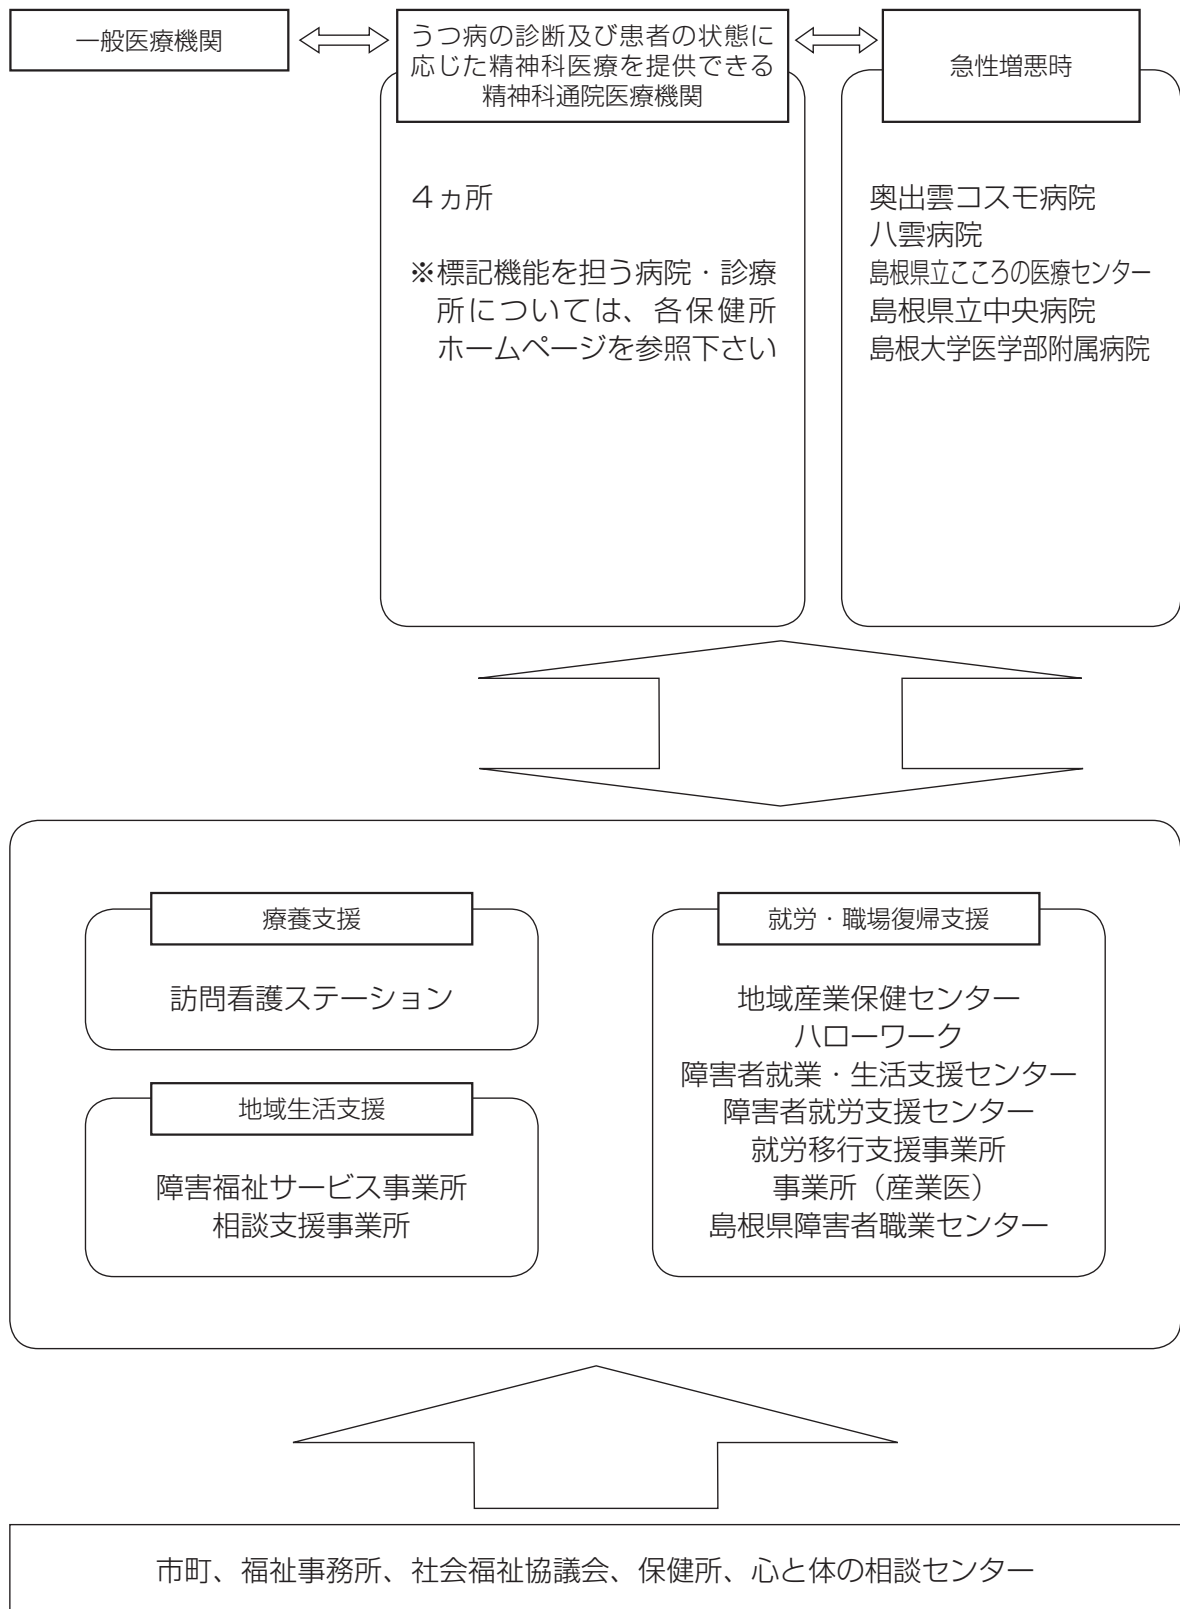 一般医療機関
うつ病の診断及び患者の状態に
応じた精神科医療を提供できる
精神科通院医療機関
急性増悪時
4ヵ所
※標記機能を担う病院・診療
所については、各保健所
ホームページを参照下さい
奥出雲コスモ病院
八雲病院
島根県立こころの医療センター
島根県立中央病院
島根大学医学部附属病院
療養支援
訪問看護ステーション
地域生活支援
障害福祉サービス事業所
相談支援事業所
就労・職場復帰支援
地域産業保健センター
ハローワーク
障害者就業・生活支援センター
障害者就労支援センター
就労移行支援事業所
事業所（産業医）
島根県障害者職業センター
市町、福祉事務所、社会福祉協議会、保健所、心と体の相談センター